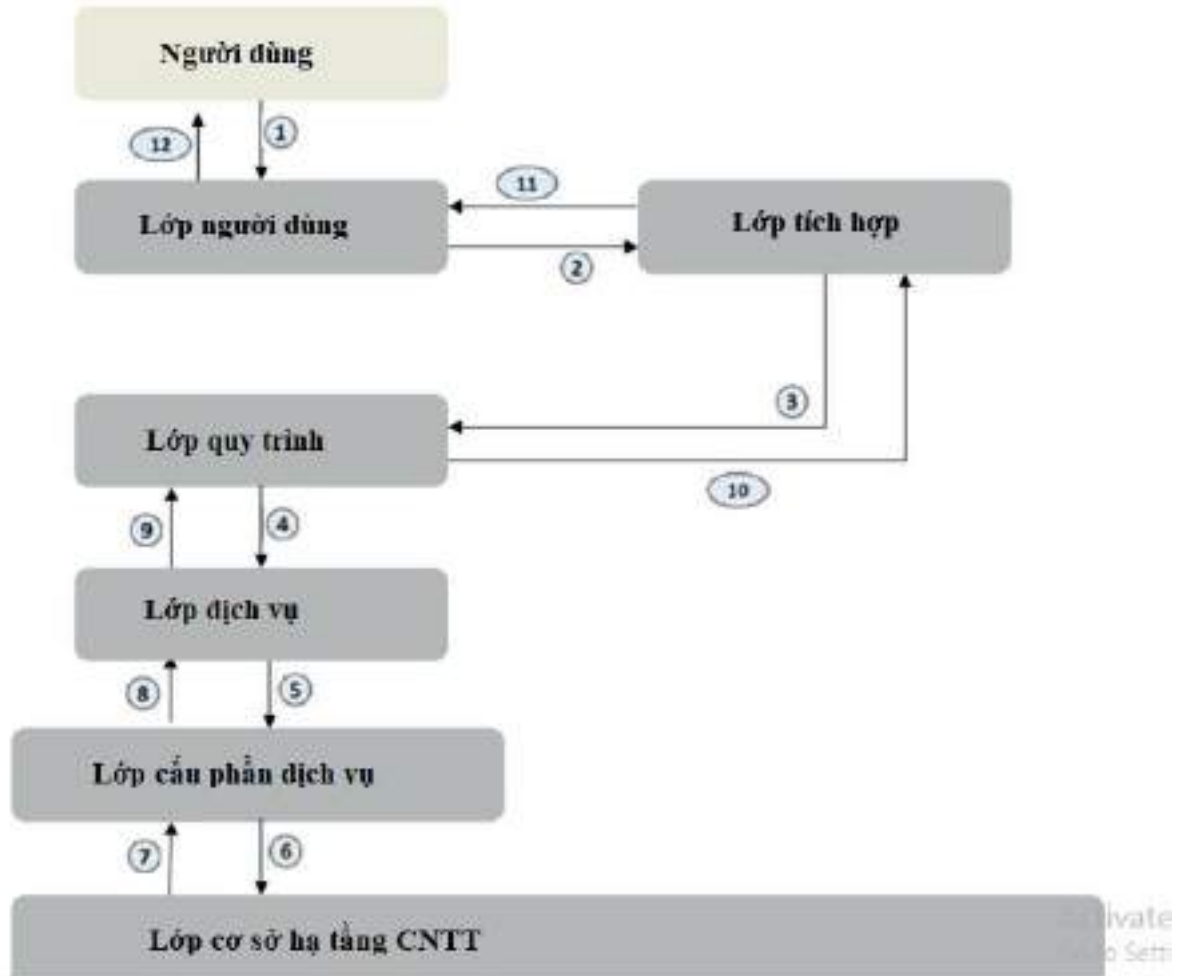 Người dùng
12
1
Lớp người dùng
11
2
Lớp tích hợp
3
Lớp quy trình
10
9
4
Lớp dịch vụ
8
5
Lớp cấu phần dịch vụ
7
6
Lớp cơ sở hạ tầng CNTT